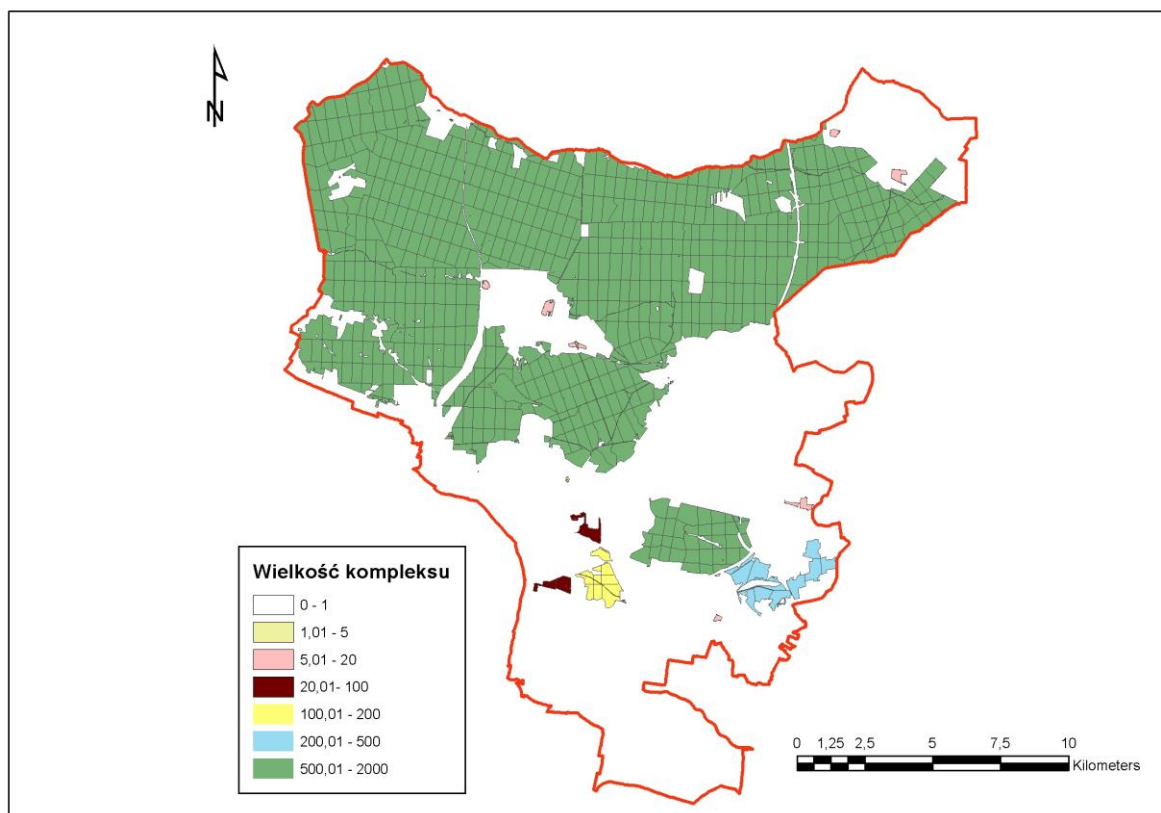 N
Wielkość kompleksu
0 - 1
1,01 - 5
5,01 - 20
20,01- 100
100,01 - 200
200,01 - 500
500,01 - 2000
0 1,25 2,5 5 7,5 10
Kilometers